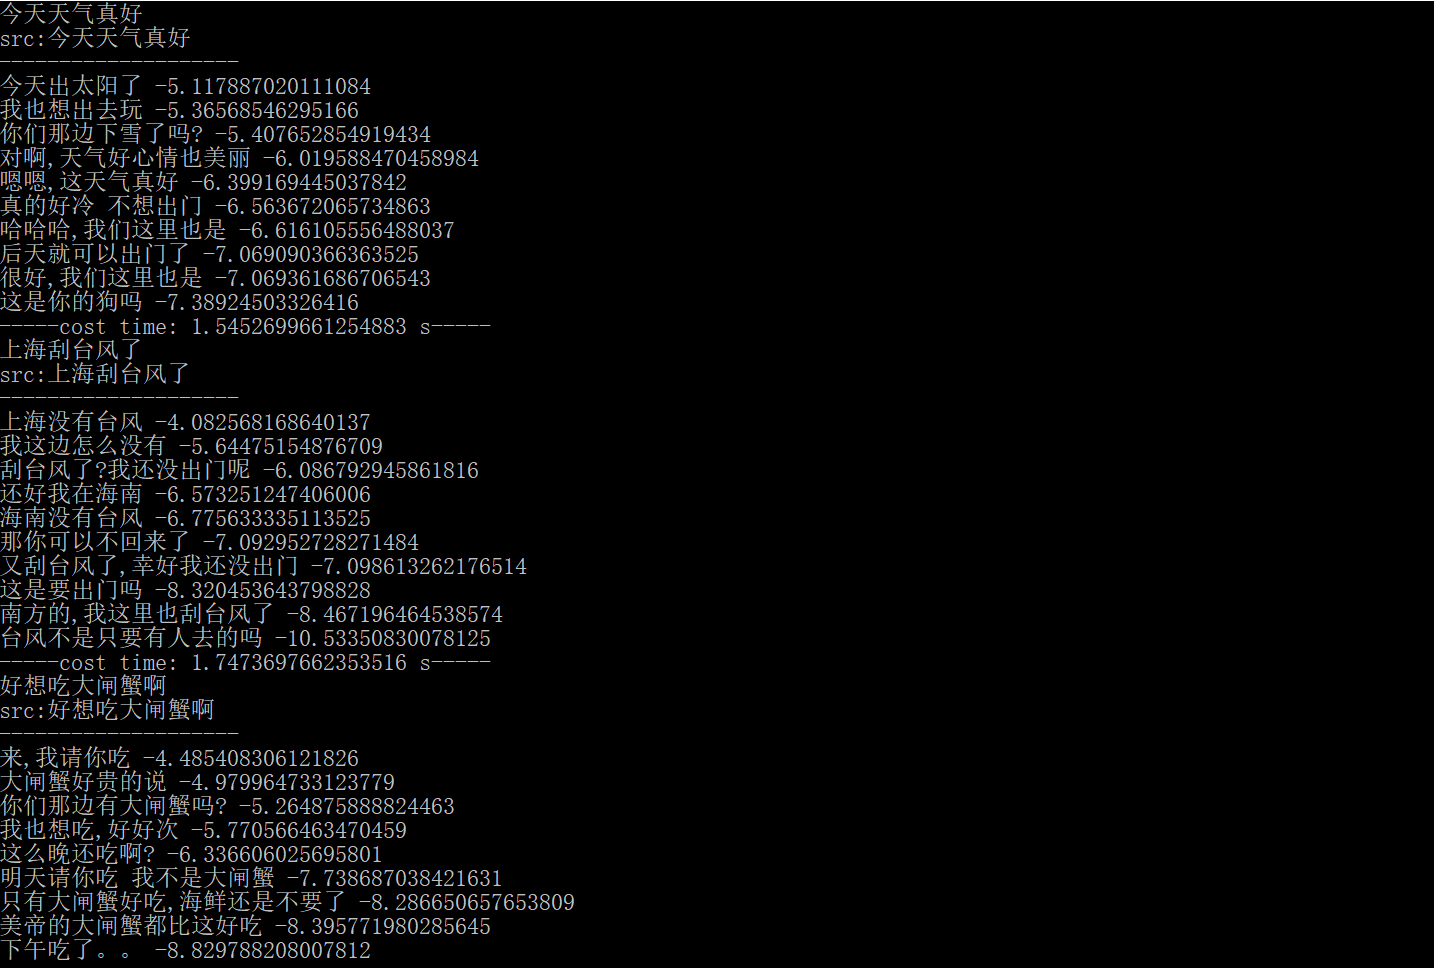 今天天气真好
src:今天天气真好
--------------------
今天出太阳了 -5.117887020111084
我也想出去玩 -5.36568546295166
你们那边下雪了吗? -5.407652854919434
对啊,天气好心情也美丽 -6.019588470458984
嗯嗯,这天气真好 -6.399169445037842
真的好冷 不想出门 -6.563672065734863
哈哈哈,我们这里也是 -6.616105556488037
后天就可以出门了 -7.069090366363525
很好,我们这里也是 -7.069361686706543
这是你的狗吗 -7.38924503326416
-----cost time: 1.5452699661254883 s-----
上海刮台风了
src:上海刮台风了
--------------------
上海没有台风 -4.082568168640137
我这边怎么没有 -5.64475154876709
刮台风了?我还没出门呢 -6.086792945861816
还好我在海南 -6.573251247406006
海南没有台风 -6.775633335113525
那你可以不回来了 -7.092952728271484
又刮台风了,幸好我还没出门 -7.098613262176514
这是要出门吗 -8.320453643798828
南方的,我这里也刮台风了 -8.467196464538574
台风不是只要有人去的吗 -10.53350830078125
-----cost time: 1.7473697662353516 s-----
好想吃大闸蟹啊
src:好想吃大闸蟹啊
--------------------
来,我请你吃 -4.485408306121826
大闸蟹好贵的说 -4.979964733123779
你们那边有大闸蟹吗? -5.264875888824463
我也想吃,好好次 -5.770566463470459
这么晚还吃啊? -6.336606025695801
明天请你吃 我不是大闸蟹 -7.738687038421631
只有大闸蟹好吃,海鲜还是不要了 -8.286650657653809
美帝的大闸蟹都比这好吃 -8.395771980285645
下午吃了。。 -8.829788208007812